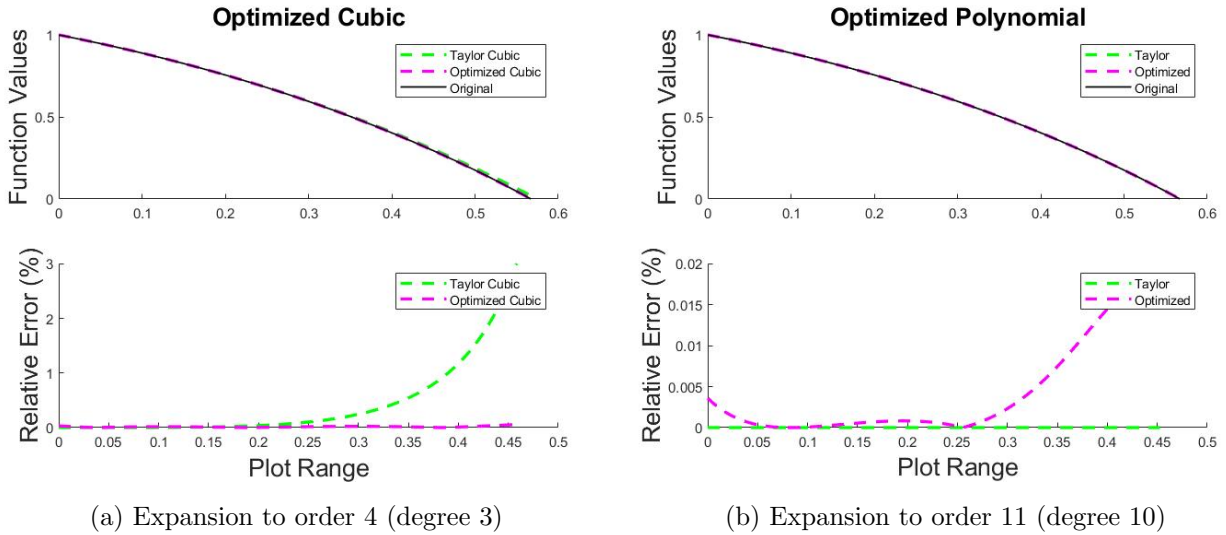 Optimized Cubic
Function Values
1
0.5
0
Taylor Cubic
Optimized Cubic
Original
0 0.1 0.2 0.3 0.4 0.5 0.6
Relative Error (%)
3
2
1
0
Taylor Cubic
Optimized Cubic
0 0.05 0.1 0.15 0.2 0.25 0.3 0.35 0.4 0.45 0.5
Plot Range
(a) Expansion to order 4 (degree 3)
Optimized Polynomial
Function Values
1
0.5
0
Taylor
Optimized
Original
0 0.1 0.2 0.3 0.4 0.5 0.6
Relative Error (%)
0.02
0.015
0.01
0.005
0
Taylor
Optimized
0 0.05 0.1 0.15 0.2 0.25 0.3 0.35 0.4 0.45 0.5
Plot Range
(b) Expansion to order 11 (degree 10)